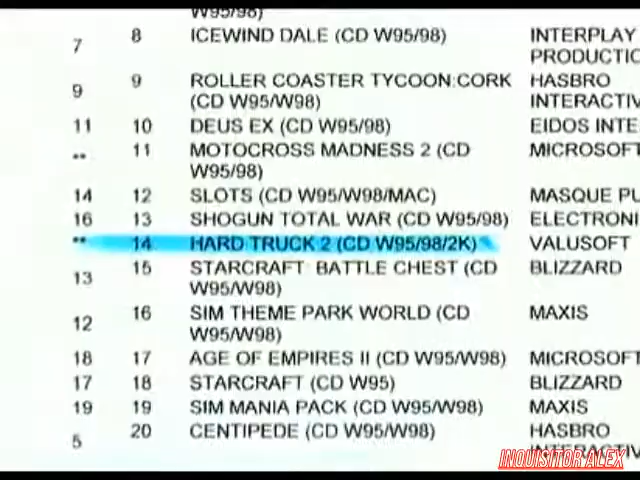 W95/98)
7 8 ICEWIND DALE (CD W95/98) INTERPLAY
PRODUCTIO
9 9 ROLLER COASTER TYCOON:CORK HASBRO
(CD W95/W98) INTERACTIV
11 10 DEUS EX (CD W95/98) EIDOS INTE
** 11 MOTOCROSS MADNESS 2 (CD MICROSOFT
W95/98)
14 12 SLOTS (CD W95/W98/MAC) MASQUE PU
16 13 SHOGUN TOTAL WAR (CD W95/98) ELECTRONI
** 14 HARD TRUCK 2 (CD W95/98/2K) VALUSOFT
13 15 STARCRAFT BATTLE CHEST (CD BLIZZARD
W95/W98)
12 16 SIM THEME PARK WORLD (CD MAXIS
W95/W98)
18 17 AGE OF EMPIRES II (CD W95/W98) MICROSOFT
17 18 STARCRAFT (CD W95) BLIZZARD
19 19 SIM MANIA PACK (CD W95/W98) MAXIS
5 20 CENTIPEDE (CD W95/W98) HASBRO
INTERACTIV
INQUISITOR ALEX